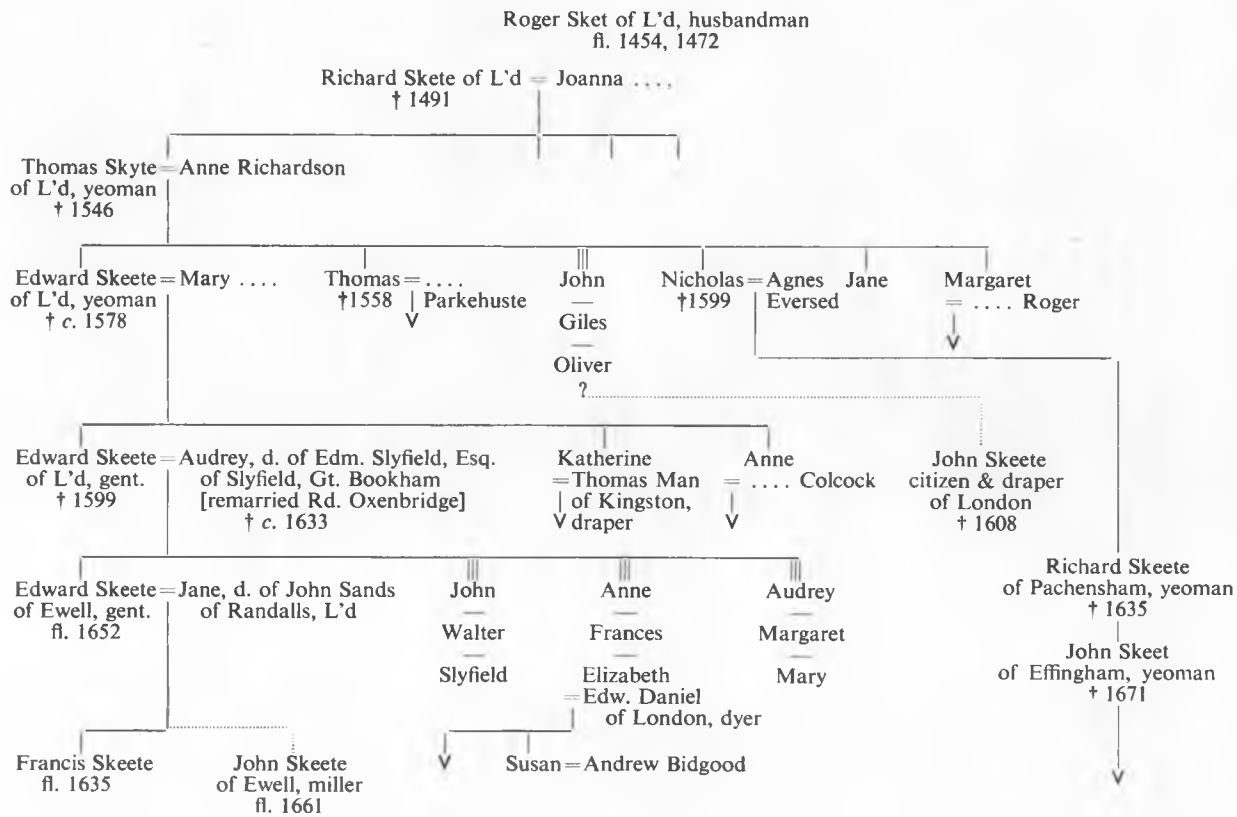 Roger Sket of L'd, husbandman
fl. 1454, 1472
Richard Skete of L'd = Joanna ....
† 1491
Thomas Skyte = Anne Richardson
of L'd, yeoman
† 1546
Edward Skeete = Mary ....
of L'd, yeoman
† c. 1578
Thomas = ....
†1558 Parkehuste
John
—
Giles
—
Oliver
?
Nicholas = Agnes
†1599 Eversed
Jane
Margaret
= .... Roger
Edward Skeete = Audrey, d. of Edm. Slyfield, Esq.
of L'd, gent. of Slyfield, Gt. Bookham
† 1599 [remarried Rd. Oxenbridge]
† c. 1633
Katherine
=Thomas Man
of Kingston,
draper
Anne
= .... Colcock
John Skeete
citizen & draper
of London
† 1608
Edward Skeete = Jane, d. of John Sands
of Ewell, gent. of Randalls, L'd
fl. 1652
John
—
Walter
—
Slyfield
Anne
—
Frances
—
Elizabeth
=Edw. Daniel
of London, dyer
Audrey
—
Margaret
—
Mary
Richard Skeete
of Pachensham, yeoman
† 1635
John Skeet
of Effingham, yeoman
† 1671
Francis Skeete
fl. 1635
John Skeete
of Ewell, miller
fl. 1661
Susan = Andrew Bidgood